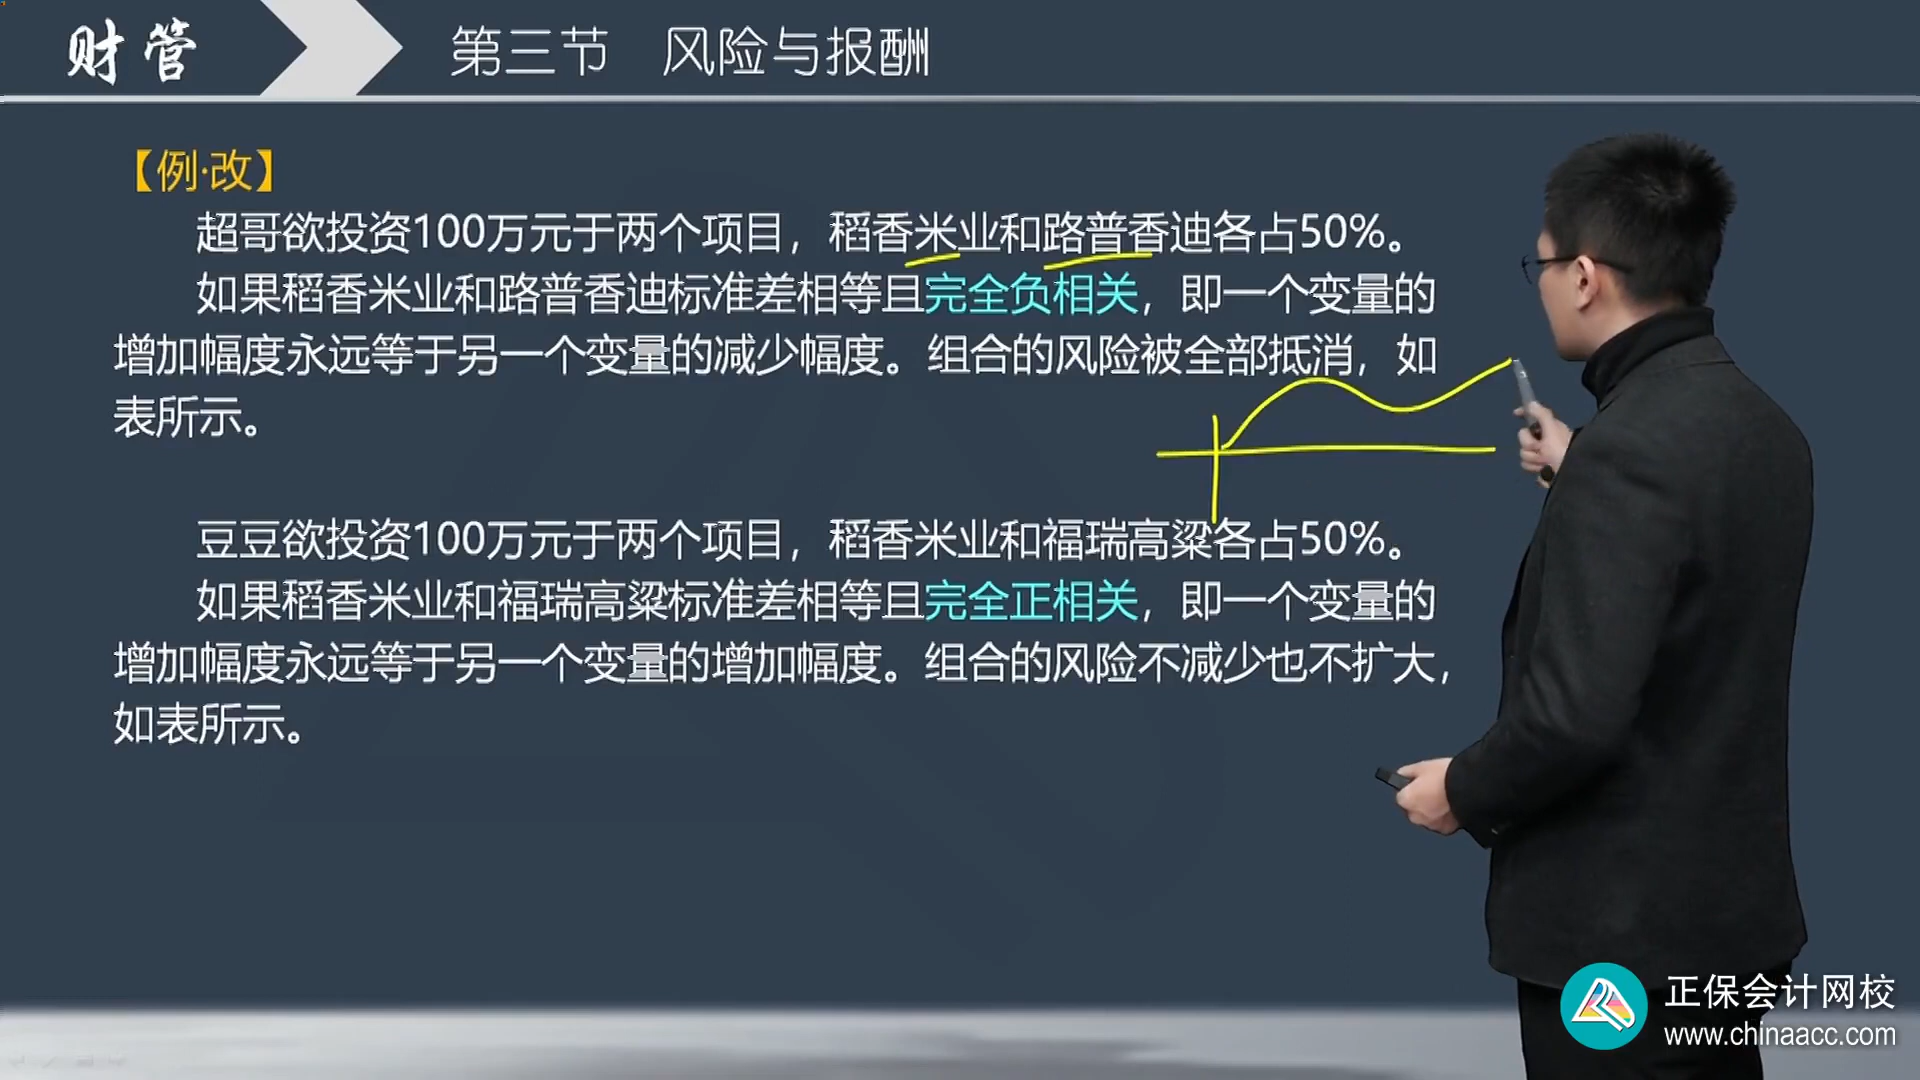 财管
第三节 风险与报酬
【例·改】
超哥欲投资100万元于两个项目，稻香米业和路普香迪各占50%。
如果稻香米业和路普香迪标准差相等且完全负相关，即一个变量的
增加幅度永远等于另一个变量的减少幅度。组合的风险被全部抵消，如
表所示。
豆豆欲投资100万元于两个项目，稻香米业和福瑞高粱各占50%。
如果稻香米业和福瑞高粱标准差相等且完全正相关，即一个变量的
增加幅度永远等于另一个变量的增加幅度。组合的风险不减少也不扩大，
如表所示。
正保会计网校
www.chinaacc.com